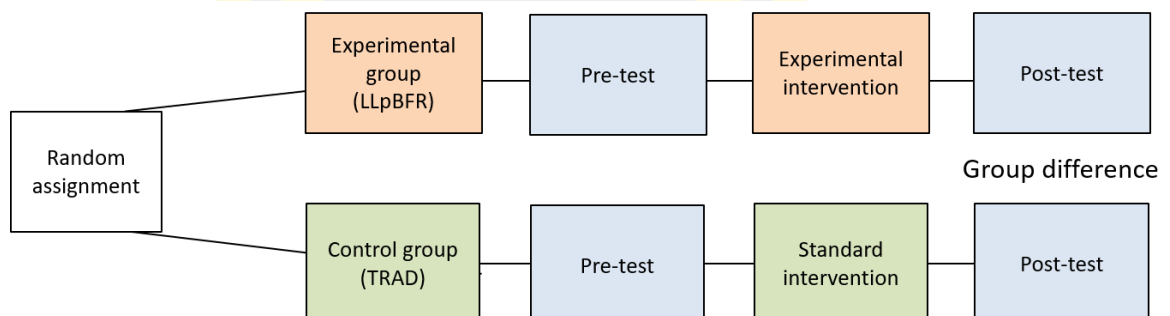 Experimental
group
(LLpBFR)
Pre-test
Experimental
intervention
Post-test
Random
assignment
Group difference
Control group
(TRAD)
Pre-test
Standard
intervention
Post-test